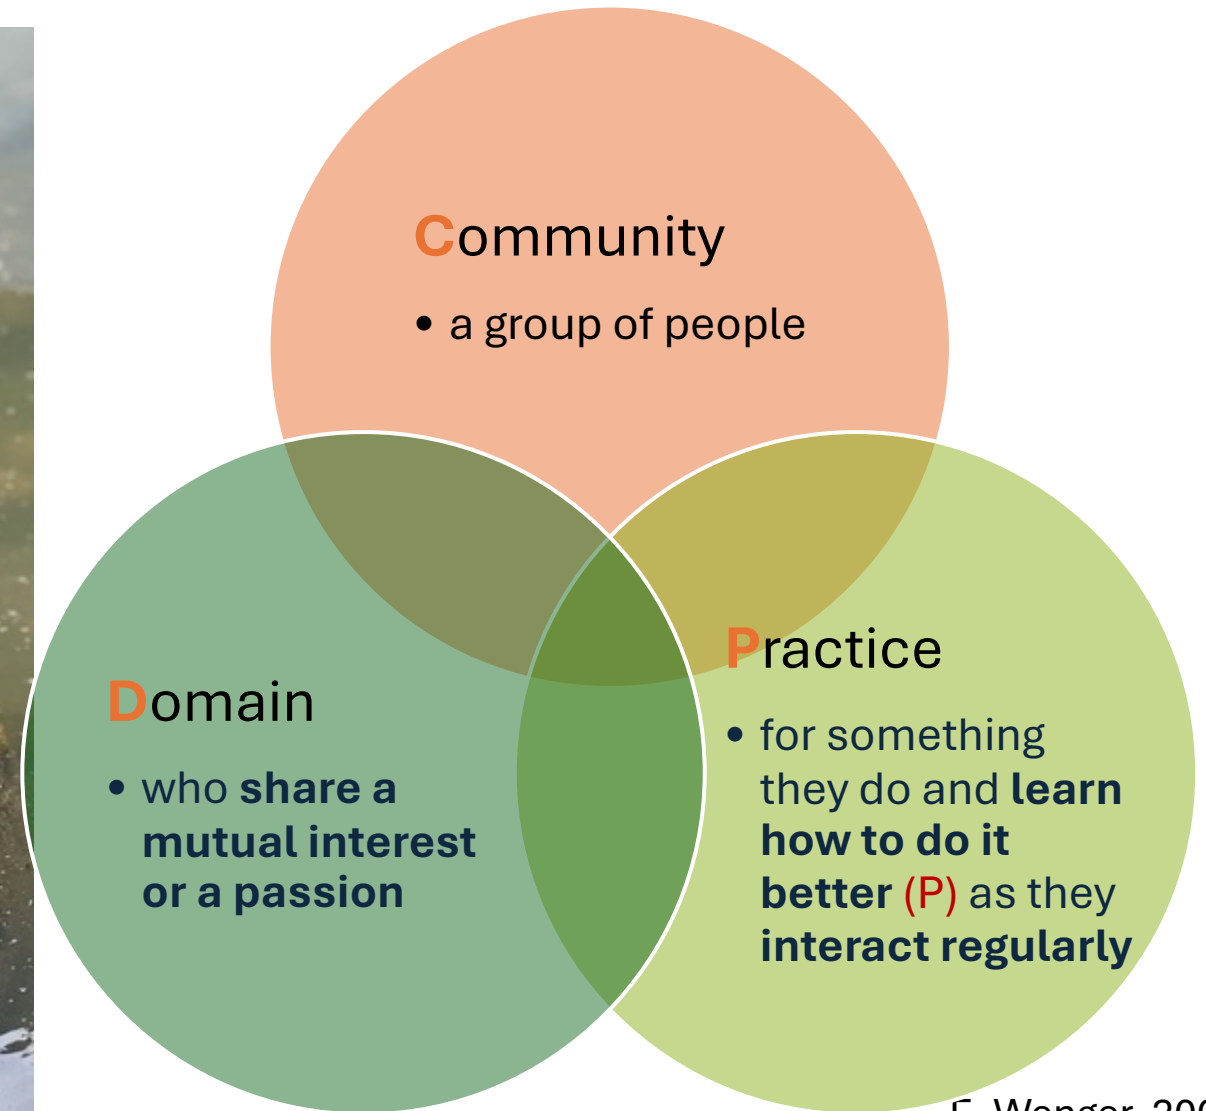 Community
• a group of people
Domain
• who share a
mutual interest
or a passion
Practice
• for something
they do and learn
how to do it
better (P) as they
interact regularly
Wenger